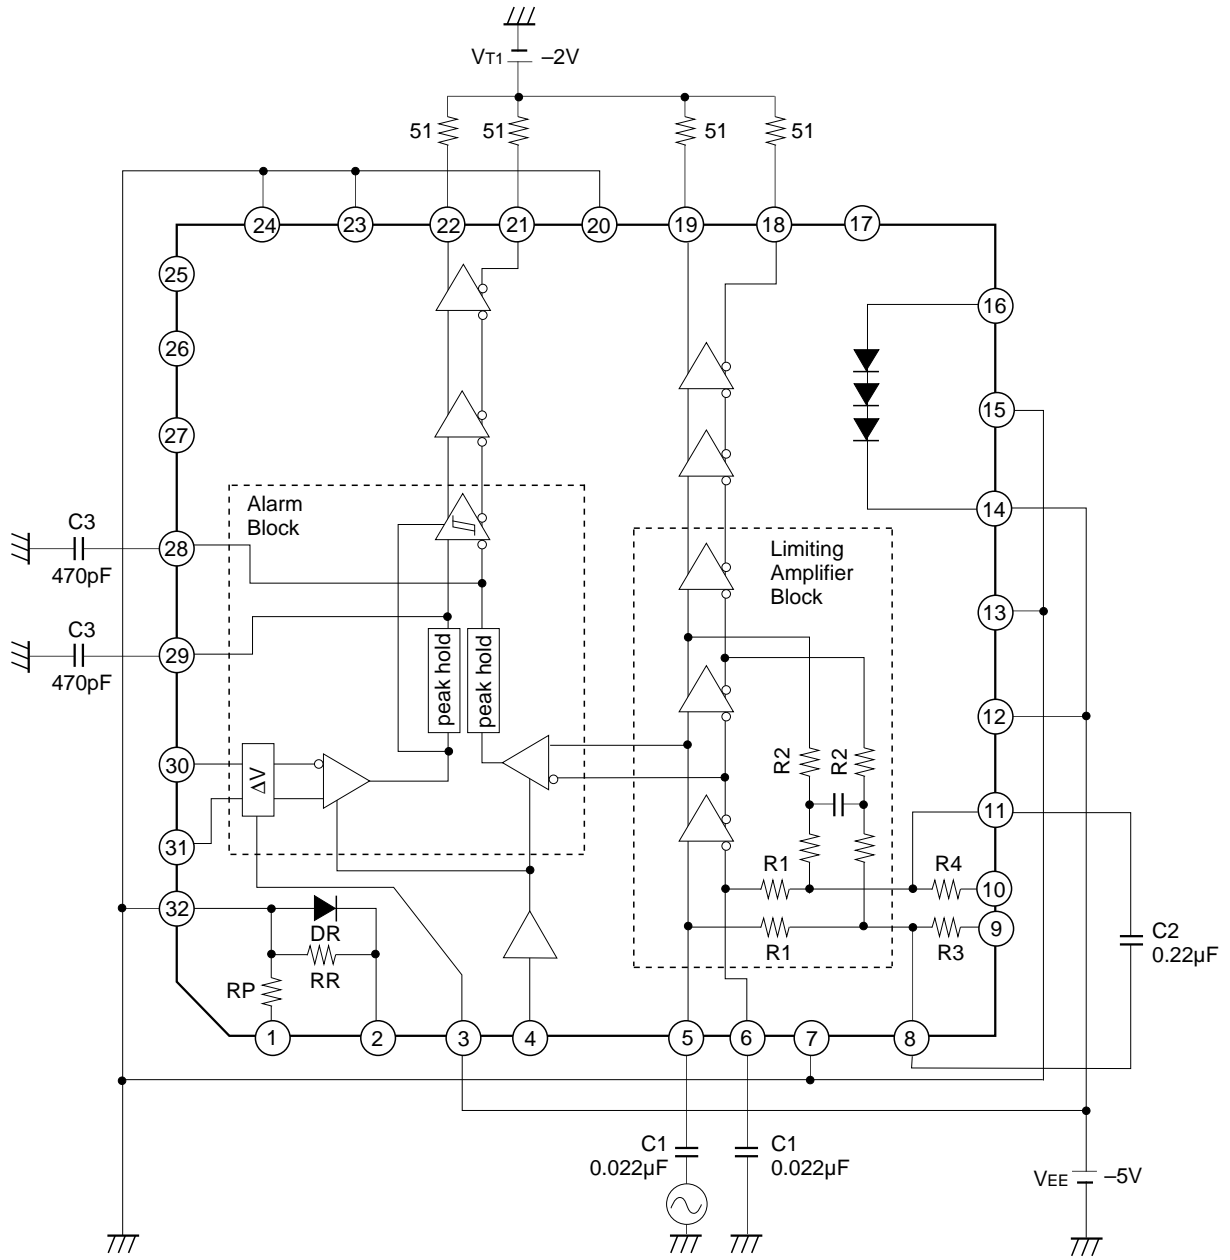 VT1
–2V
51
51
51
51
24
23
22
21
20
19
18
17
25
16
26
15
27
Alarm
Block
14
C3
470pF
28
Limiting
Amplifier
Block
13
C3
470pF
29
peak hold
peak hold
12
30
ΔV
R2
R2
11
31
R1
R4
10
32
DR
RR
RP
R1
R3
9
C2
0.22µF
1
2
3
4
5
6
7
8
C1
0.022µF
C1
0.022µF
VEE
–5V